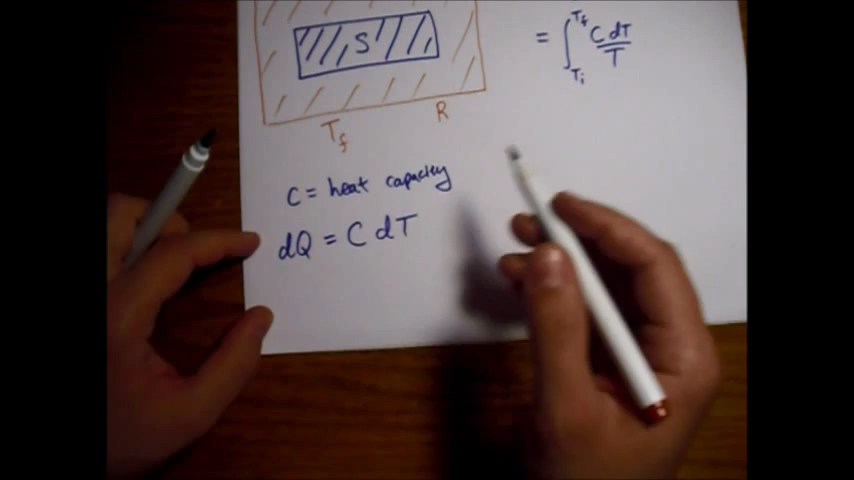 S
T_f
R
C = heat capacity
dQ = C dT
= ∫_{T_i}^{T_f} C dT / T